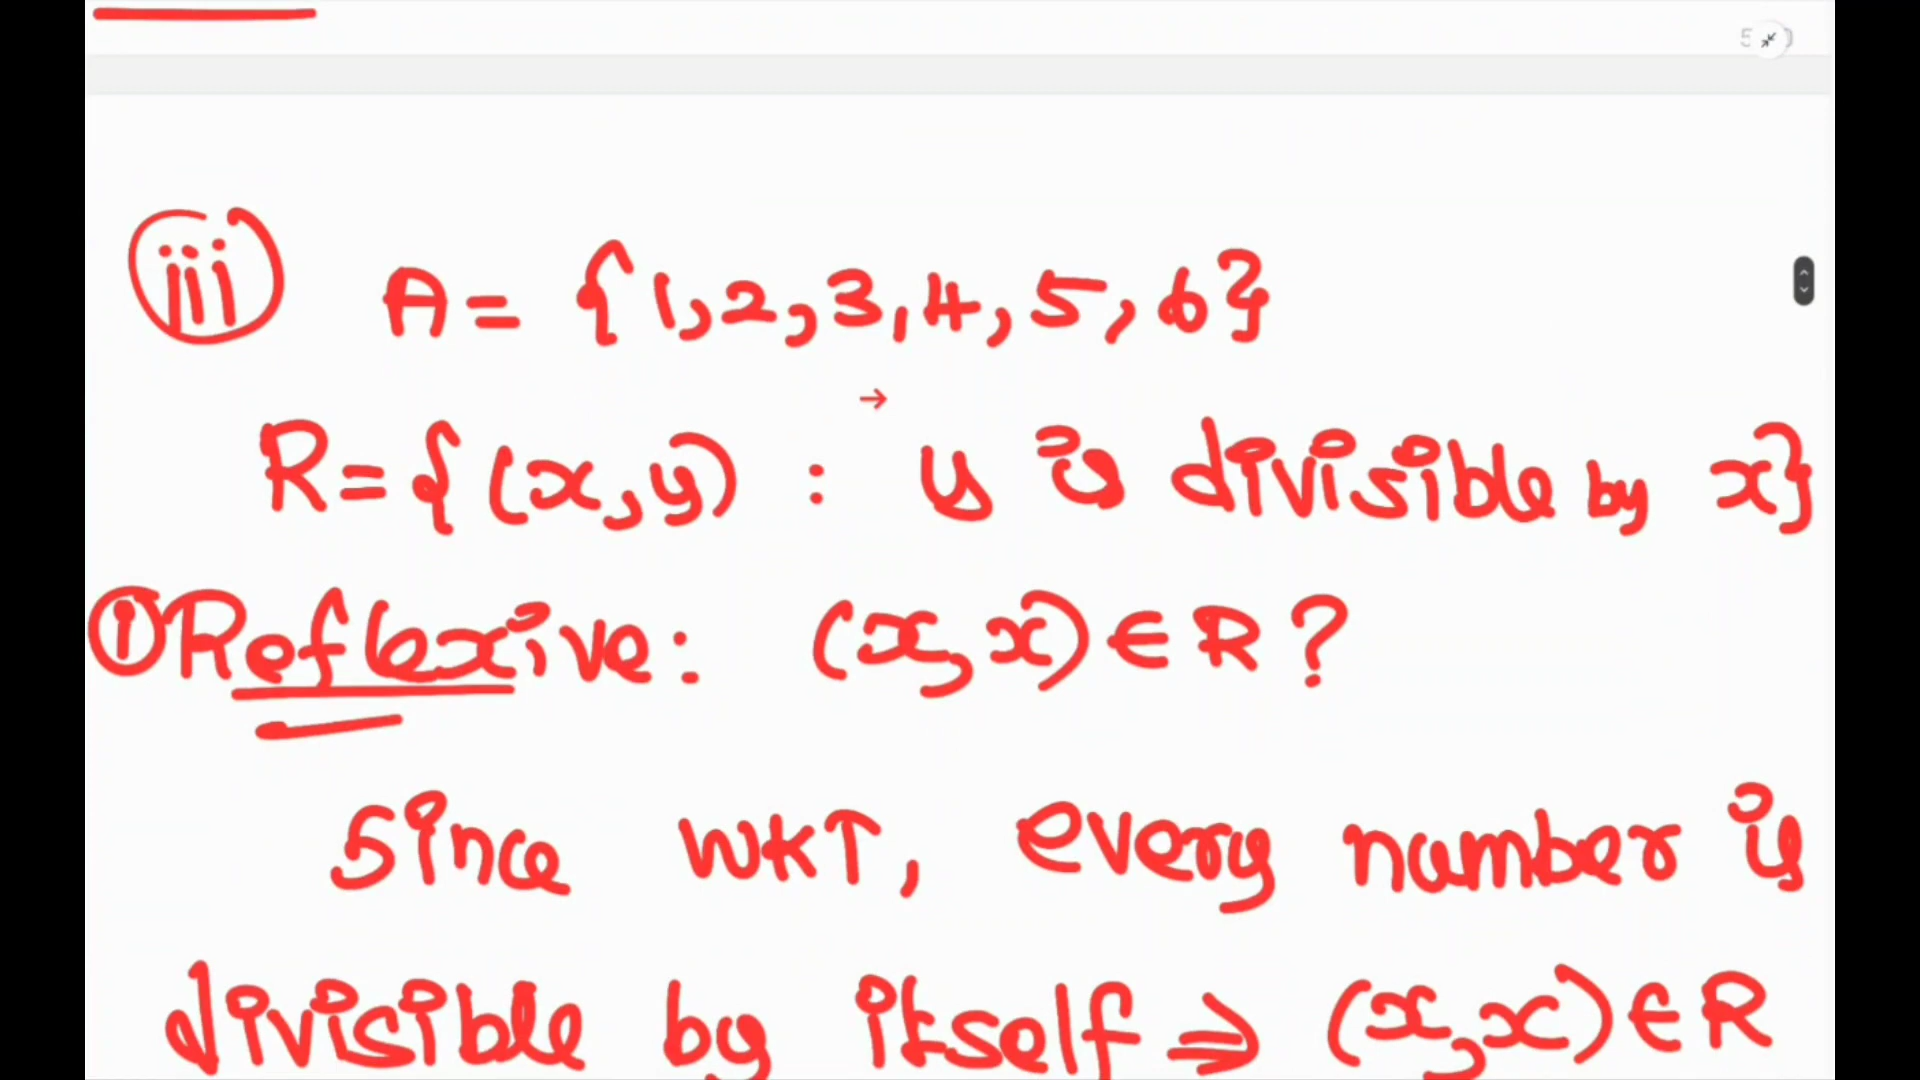 iii A = {1,2,3,4,5,6}
R = {(x,y) : y is divisible by x}
i Reflexive: (x,x) ∈ R ?
Since WKT, every number is
divisible by itself ⇒ (x,x) ∈ R